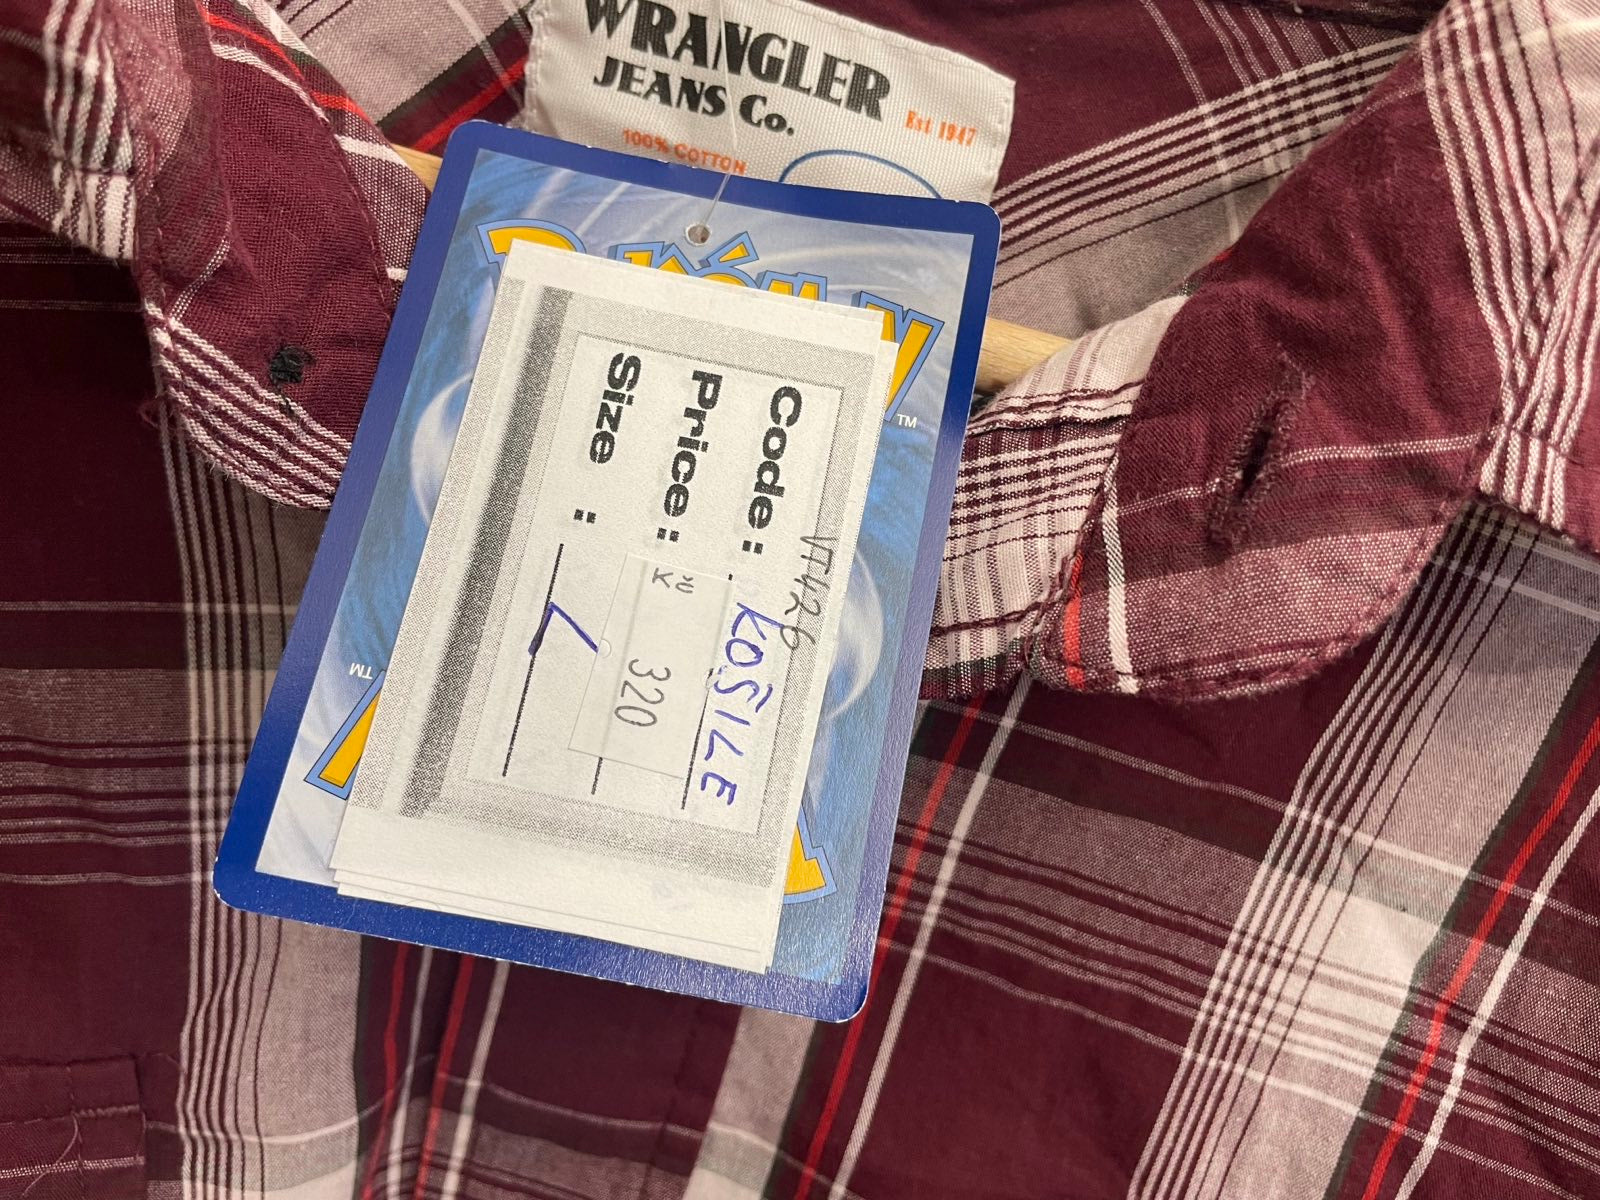 WRANGLER
JEANS Co.
Est 1947
100% COTTON
TM
VT426
Code: KOŠILE
Price: Kč 320
Size : L
TM